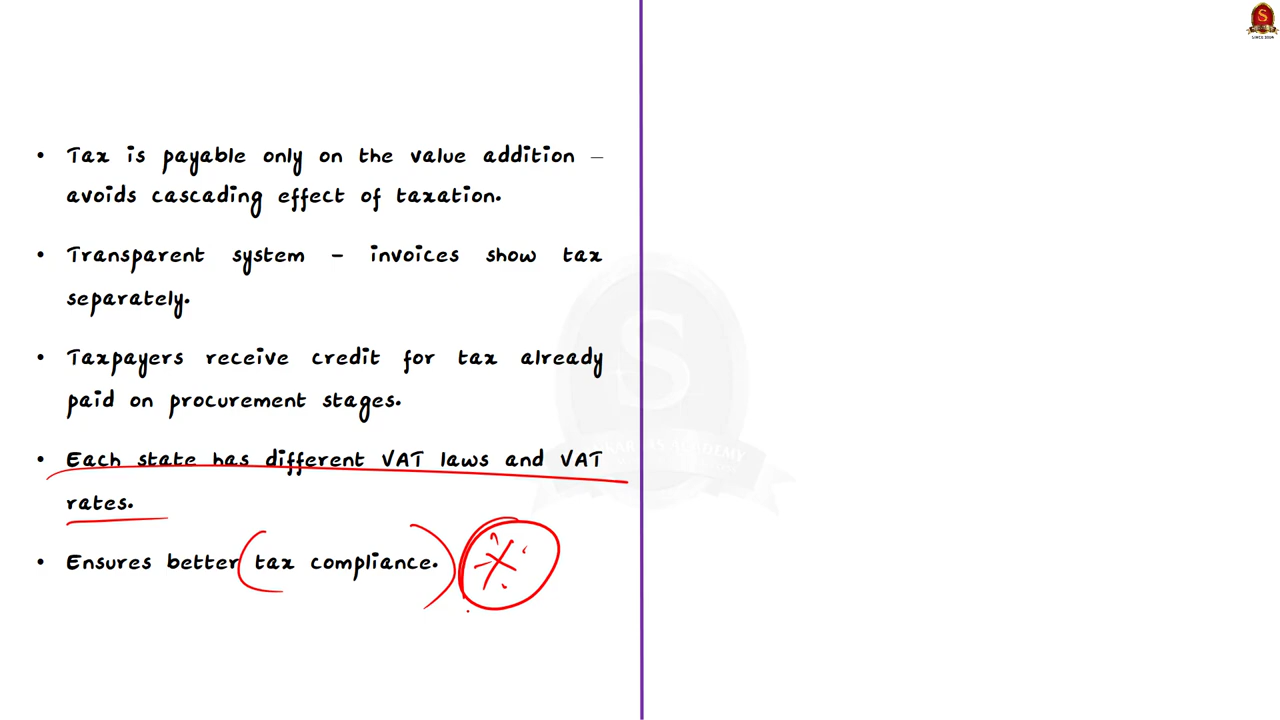 • Tax is payable only on the value addition –
avoids cascading effect of taxation.
• Transparent system - invoices show tax
separately.
• Taxpayers receive credit for tax already
paid on procurement stages.
• Each state has different VAT laws and VAT
rates.
• Ensures better tax compliance.
S
SINCE 2004
S